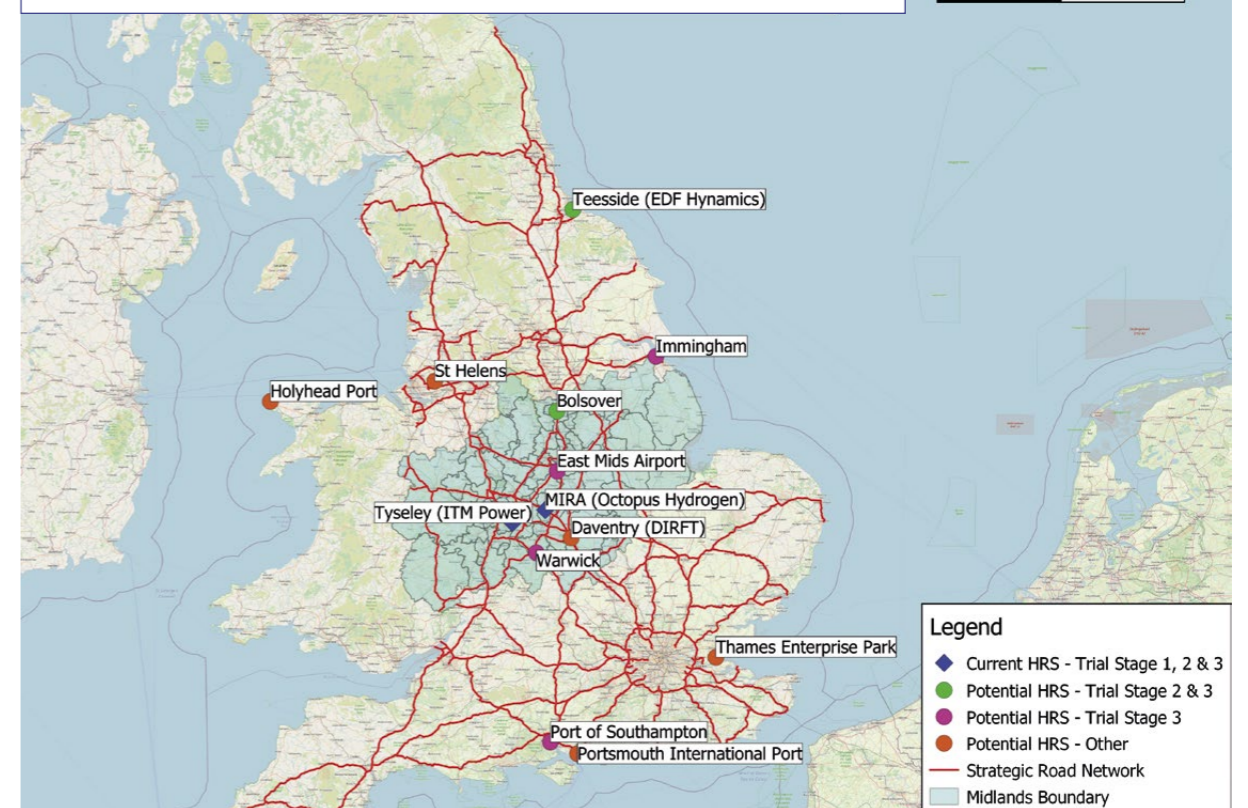 Teesside (EDF Hynamics)
Immingham
St Helens
Holyhead Port
Bolsover
East Mids Airport
MIRA (Octopus Hydrogen)
Tyseley (ITM Power)
Daventry (DIRFT)
Warwick
Thames Enterprise Park
Port of Southampton
Portsmouth International Port
Legend
Current HRS - Trial Stage 1, 2 & 3
Potential HRS - Trial Stage 2 & 3
Potential HRS - Trial Stage 3
Potential HRS - Other
Strategic Road Network
Midlands Boundary